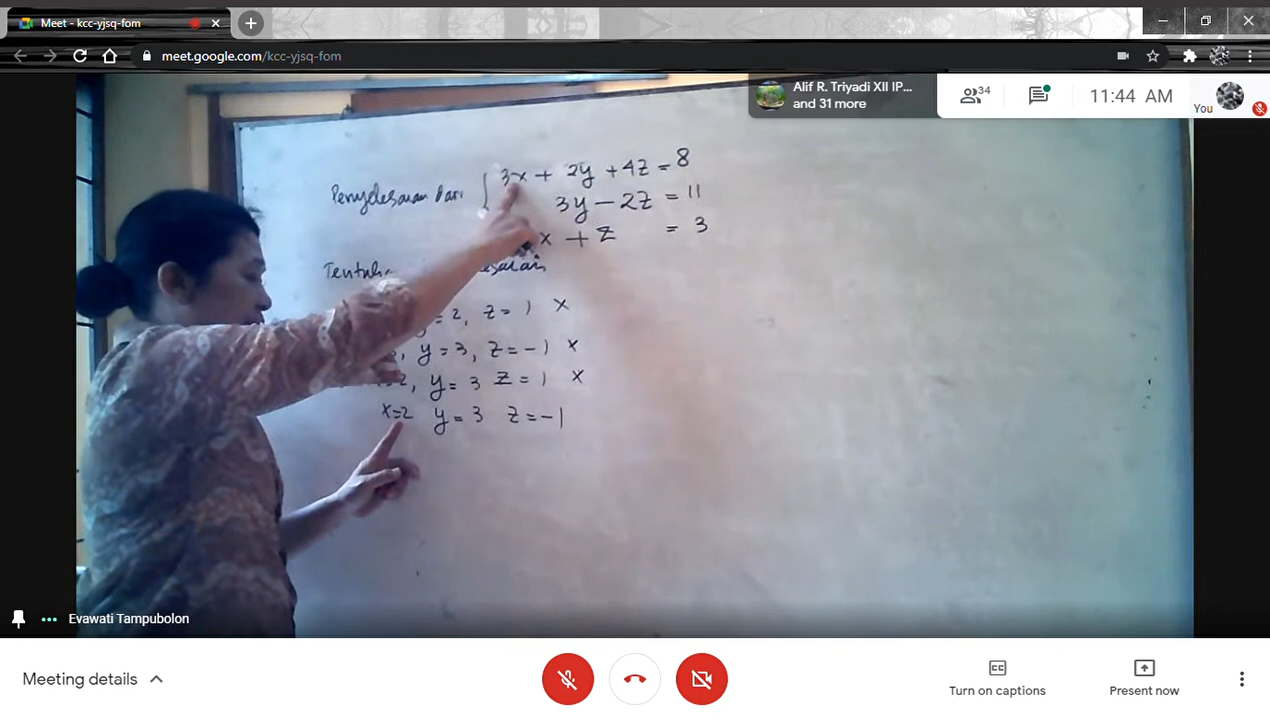 Meet - kcc-yjsq-fom
meet.google.com/kcc-yjsq-fom
Alif R. Triyadi XII IP...
and 31 more
34
11:44 AM
You
Penyelesaian dari
3x + 2y + 4z = 8
3y - 2z = 11
x + z = 3
= 2, z = 1 x
, y = 3, z = -1 x
2, y = 3 z = 1 x
x=2 y = 3 z = -1
Evawati Tampubolon
Meeting details
Turn on captions
Present now